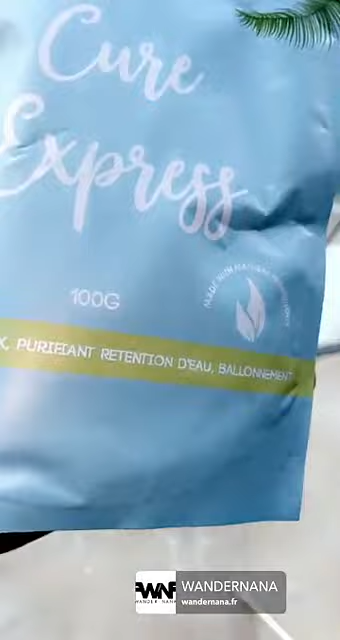 Cure
Express
MADE WITH NATURAL
100G
X, PURIFIANT RETENTION D'EAU, BALLONNEMENT
WANDERNANA
wandernana.fr